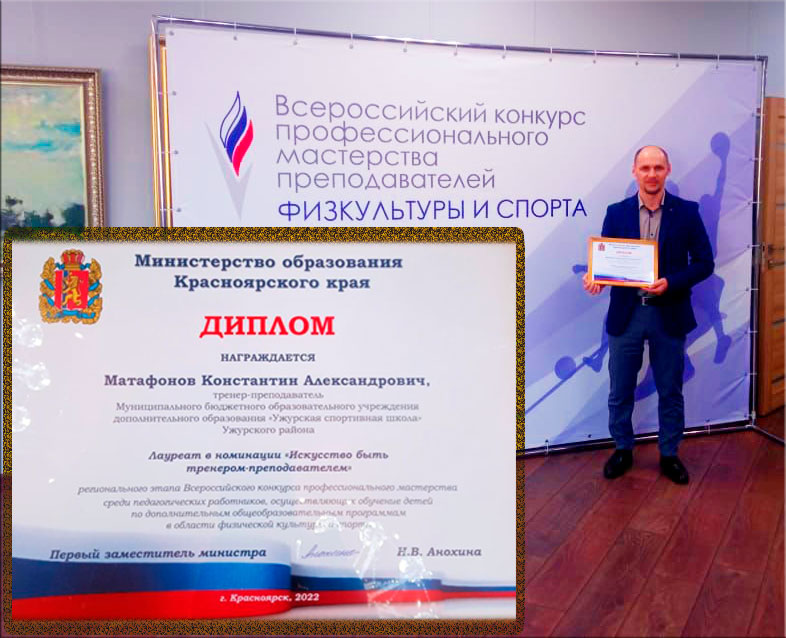 Всероссийский конкурс
профессионального
мастерства
преподавателей
ФИЗКУЛЬТУРЫ И СПОРТА
Министерство образования
Красноярского края
ДИПЛОМ
НАГРАЖДАЕТСЯ
Матафонов Константин Александрович,
тренер-преподаватель
Муниципального бюджетного образовательного учреждения
дополнительного образования «Ужурская спортивная школа»
Ужурского района
Лауреат в номинации «Искусство быть
тренером-преподавателем»
регионального этапа Всероссийского конкурса профессионального мастерства
среди педагогических работников, осуществляющих обучение детей
по дополнительным общеобразовательным программам
в области физической культуры и спорта
Первый заместитель министра
Н.В. Анохина
г. Красноярск, 2022